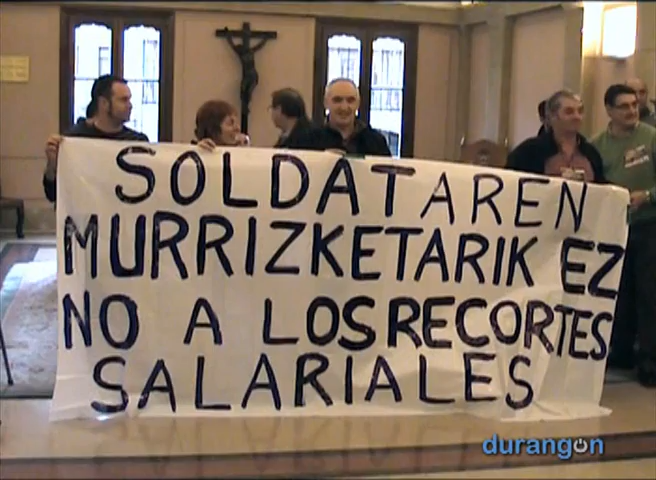 SOLDATAREN
MURRIZKETARIK EZ
NO A LOS RECORTES
SALARIALES
durangon